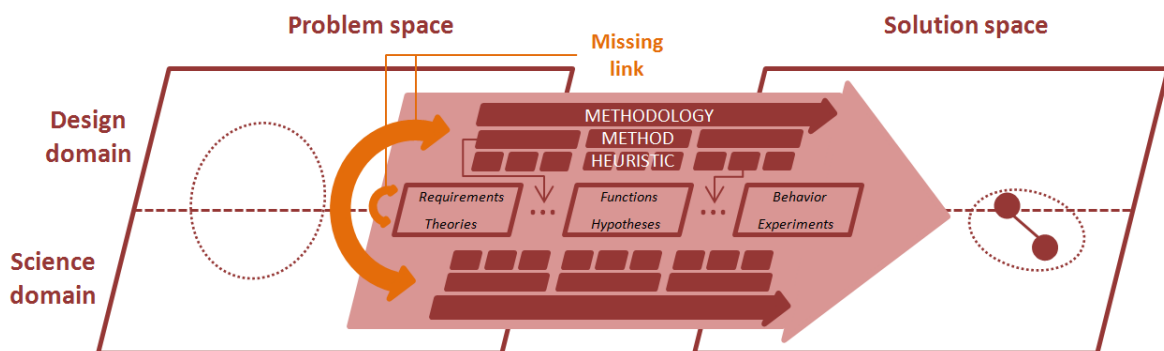 Problem space
Solution space
Missing
link
Design
domain
METHODOLOGY
METHOD
HEURISTIC
Requirements
Theories
...
Functions
Hypotheses
...
Behavior
Experiments
Science
domain